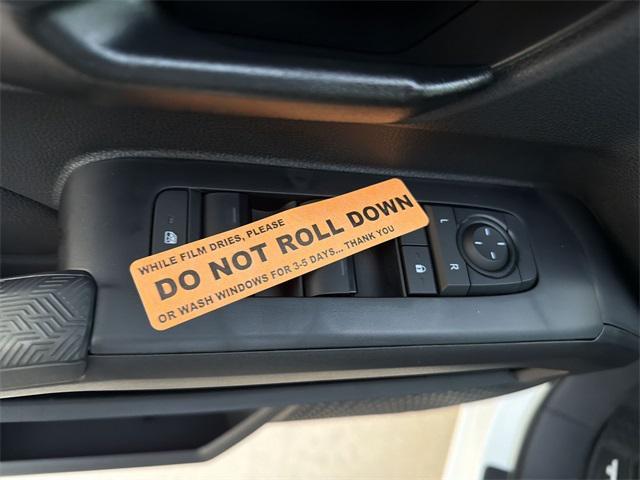 WHILE FILM DRIES, PLEASE
DO NOT ROLL DOWN
OR WASH WINDOWS FOR 3-5 DAYS... THANK YOU
L
R